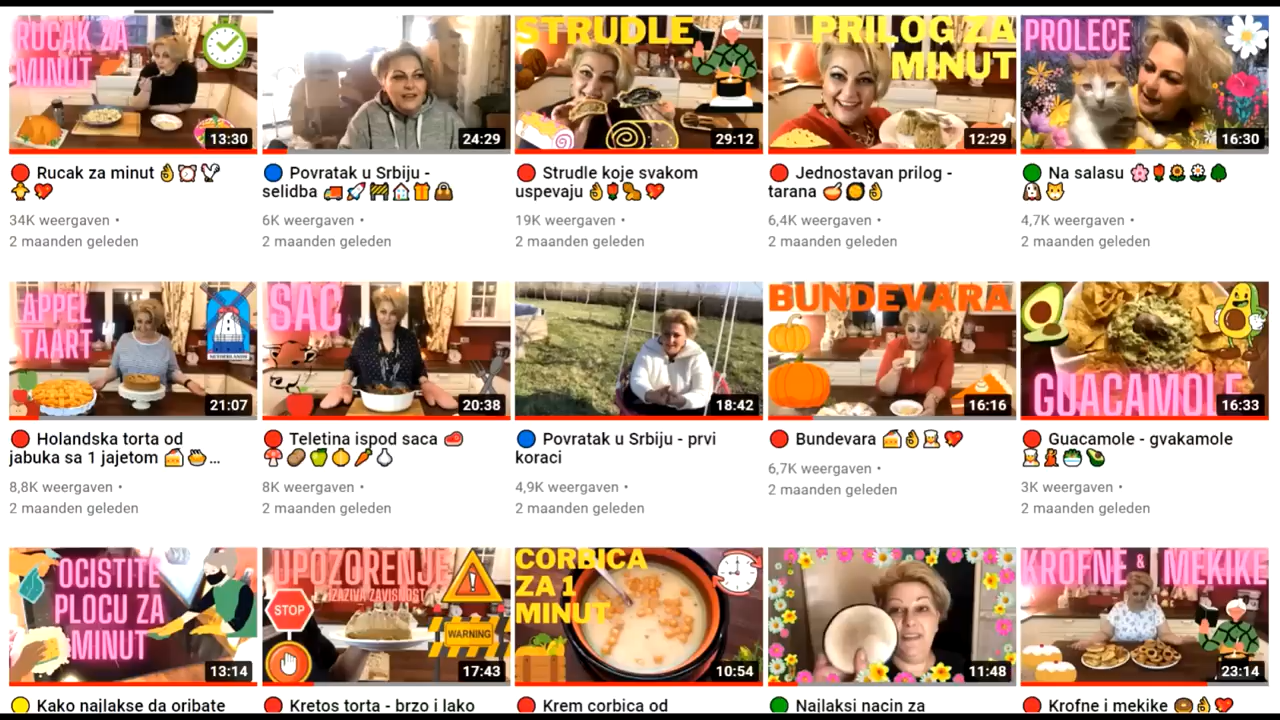 RUCAK ZA
MINUT
13:30
24:29
STRUDLE
29:12
PRILOG ZA
MINUT
12:29
PROLECE
16:30
Rucak za minut
34K weergaven •
2 maanden geleden
Povratak u Srbiju -
selidba
6K weergaven •
2 maanden geleden
Strudle koje svakom
uspevaju
19K weergaven •
2 maanden geleden
Jednostavan prilog -
tarana
6,4K weergaven •
2 maanden geleden
Na salasu
4,7K weergaven •
2 maanden geleden
APPEL
TAART
NETHERLANDS
21:07
SAC
20:38
18:42
BUNDEVARA
16:16
GUACAMOLE
16:33
Holandska torta od
jabuka sa 1 jajetom ...
8,8K weergaven •
2 maanden geleden
Teletina ispod saca
8K weergaven •
2 maanden geleden
Povratak u Srbiju - prvi
koraci
4,9K weergaven •
2 maanden geleden
Bundevara
6,7K weergaven •
2 maanden geleden
Guacamole - gvakamole
3K weergaven •
2 maanden geleden
OCISTITE
PLOCU ZA
MINUT
13:14
UPOZORENJE
IZAZIVA ZAVISNOST
STOP
WARNING
17:43
CORBICA
ZA 1
MINUT
10:54
11:48
KROFNE & MEKIKE
23:14
Kako najlakse da oribate
Kretos torta - brzo i lako
Krem corbica od
Najlaksi nacin za
Krofne i mekike